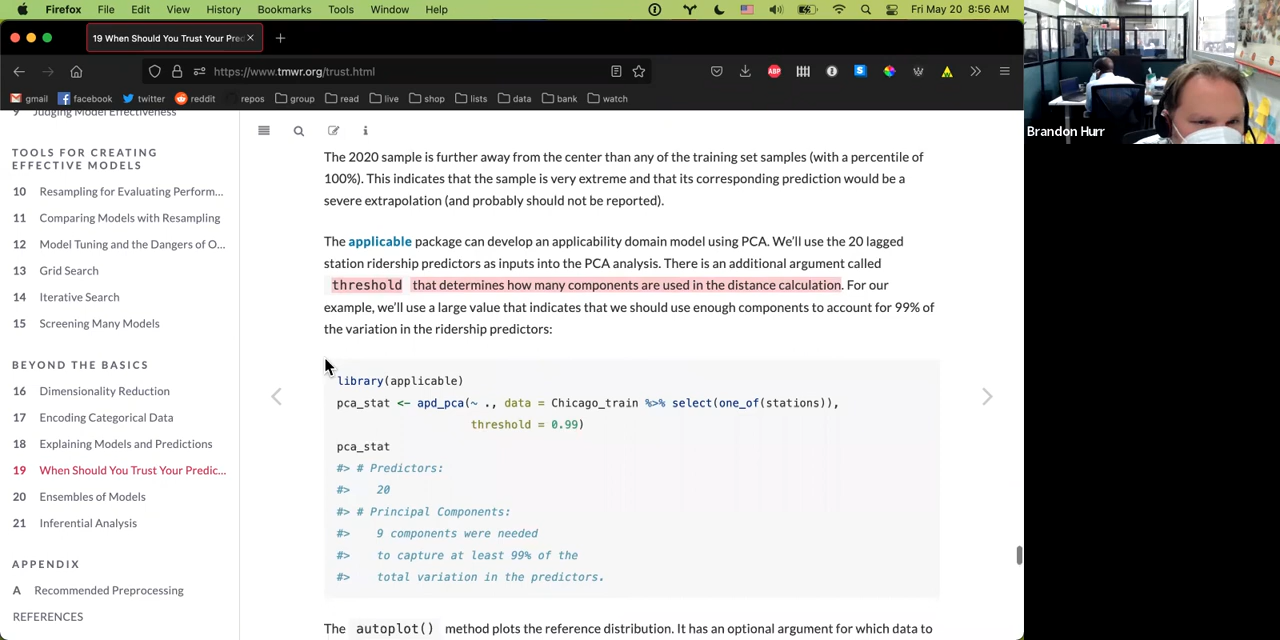 Firefox File Edit View History Bookmarks Tools Window Help Fri May 20 8:56 AM
19 When Should You Trust Your Pre
https://www.tmwr.org/trust.html
gmail facebook twitter reddit repos group read live shop lists data bank watch
9 Judging Model Effectiveness
TOOLS FOR CREATING
EFFECTIVE MODELS
10 Resampling for Evaluating Perform...
11 Comparing Models with Resampling
12 Model Tuning and the Dangers of O...
13 Grid Search
14 Iterative Search
15 Screening Many Models
BEYOND THE BASICS
16 Dimensionality Reduction
17 Encoding Categorical Data
18 Explaining Models and Predictions
19 When Should You Trust Your Predic...
20 Ensembles of Models
21 Inferential Analysis
APPENDIX
A Recommended Preprocessing
REFERENCES
The 2020 sample is further away from the center than any of the training set samples (with a percentile of
100%). This indicates that the sample is very extreme and that its corresponding prediction would be a
severe extrapolation (and probably should not be reported).
The applicable package can develop an applicability domain model using PCA. We'll use the 20 lagged
station ridership predictors as inputs into the PCA analysis. There is an additional argument called
threshold that determines how many components are used in the distance calculation. For our
example, we'll use a large value that indicates that we should use enough components to account for 99% of
the variation in the ridership predictors:
library(applicable)
pca_stat <- apd_pca(~ ., data = Chicago_train %>% select(one_of(stations)),
threshold = 0.99)
pca_stat
#> # Predictors:
#> 20
#> # Principal Components:
#> 9 components were needed
#> to capture at least 99% of the
#> total variation in the predictors.
The autoplot() method plots the reference distribution. It has an optional argument for which data to
Brandon Hurr